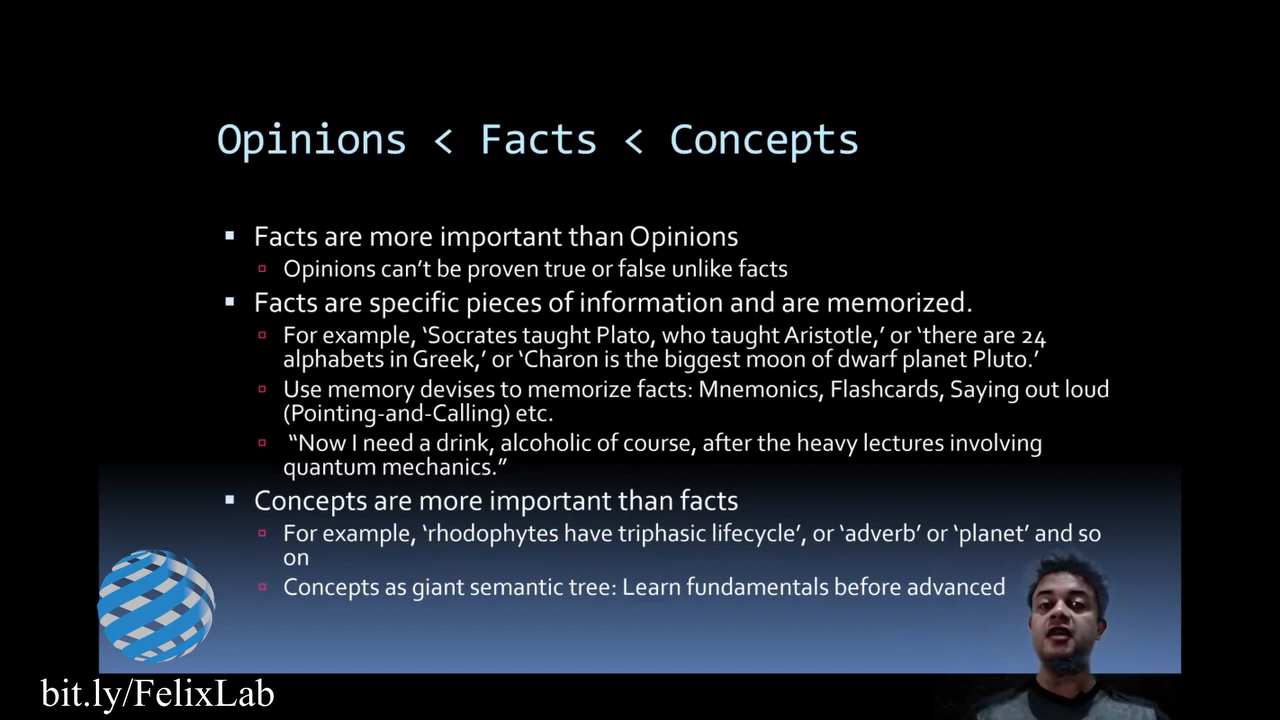 Opinions < Facts < Concepts
Facts are more important than Opinions
Opinions can't be proven true or false unlike facts
Facts are specific pieces of information and are memorized.
For example, ‘Socrates taught Plato, who taught Aristotle,’ or ‘there are 24
alphabets in Greek,’ or ‘Charon is the biggest moon of dwarf planet Pluto.’
Use memory devises to memorize facts: Mnemonics, Flashcards, Saying out loud
(Pointing-and-Calling) etc.
“Now I need a drink, alcoholic of course, after the heavy lectures involving
quantum mechanics.”
Concepts are more important than facts
For example, ‘rhodophytes have triphasic lifecycle’, or ‘adverb’ or ‘planet’ and so
on
Concepts as giant semantic tree: Learn fundamentals before advanced
bit.ly/FelixLab